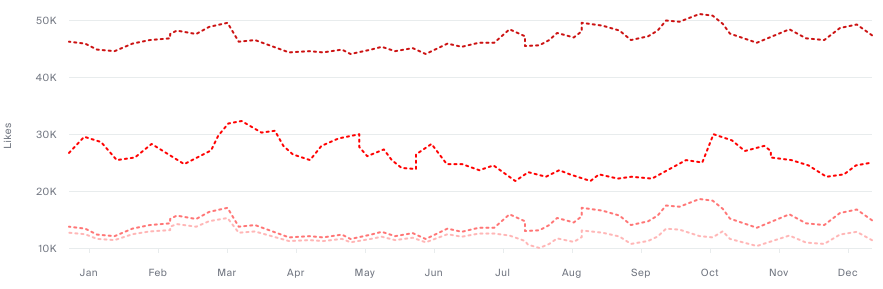 50K
40K
30K
20K
10K
Likes
Jan Feb Mar Apr May Jun Jul Aug Sep Oct Nov Dec